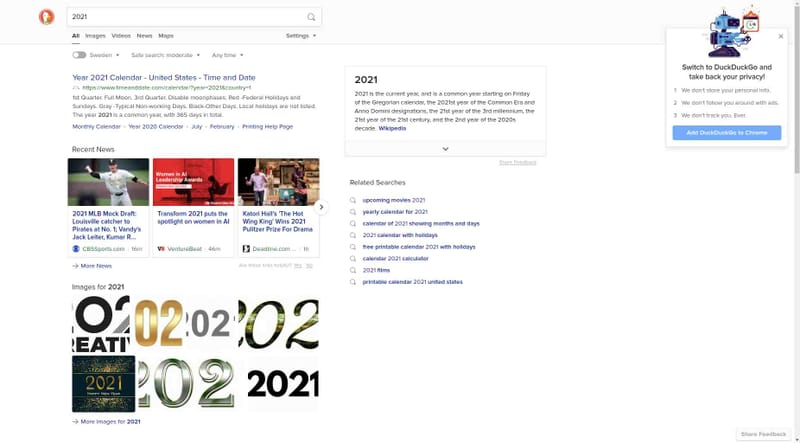 2021
All Images Videos News Maps Settings
Sweden Safe search: moderate Any time
Year 2021 Calendar - United States - Time and Date
https://www.timeanddate.com/calendar/?year=2021&country=1
1st Quarter. Full Moon. 3rd Quarter. Disable moonphases. Red-Federal Holidays and
Sundays. Gray-Typical Non-working Days. Black-Other Days. Local holidays are not listed.
The year 2021 is a common year, with 365 days in total.
Monthly Calendar Year 2020 Calendar July February Printing Help Page
Recent News
2021 MLB Mock Draft:
Louisville catcher to
Pirates at No. 1; Vandy's
Jack Leiter, Kumar R...
CBSSports.com 16m
Women in AI
Leadership Awards
Transform 2021 puts the
spotlight on women in AI
VentureBeat 46m
Katori Hall's 'The Hot
Wing King' Wins 2021
Pulitzer Prize For Drama
Deadline.com ... 1h
More News
Are these links helpful? Yes No
Images for 2021
2021
More Images for 2021
2021
2021 is the current year, and is a common year starting on Friday
of the Gregorian calendar, the 2021st year of the Common Era and
Anno Domini designations, the 21st year of the 3rd millennium, the
21st year of the 21st century, and the 2nd year of the 2020s
decade. Wikipedia
Share Feedback
Related Searches
upcoming movies 2021
yearly calendar for 2021
calendar of 2021 showing months and days
2021 calendar with holidays
free printable calendar 2021 with holidays
calendar 2021 calculator
2021 films
printable calendar 2021 united states
Switch to DuckDuckGo and
take back your privacy!
1 We don't store your personal info.
2 We don't follow you around with ads.
3 We don't track you. Ever.
Add DuckDuckGo to Chrome
Share Feedback